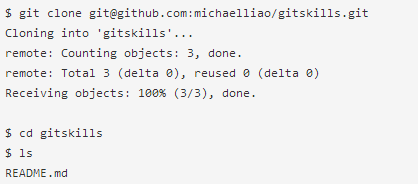 $ git clone git@github.com:michaelliao/gitskills.git
Cloning into 'gitskills'...
remote: Counting objects: 3, done.
remote: Total 3 (delta 0), reused 0 (delta 0)
Receiving objects: 100% (3/3), done.
$ cd gitskills
$ ls
README.md